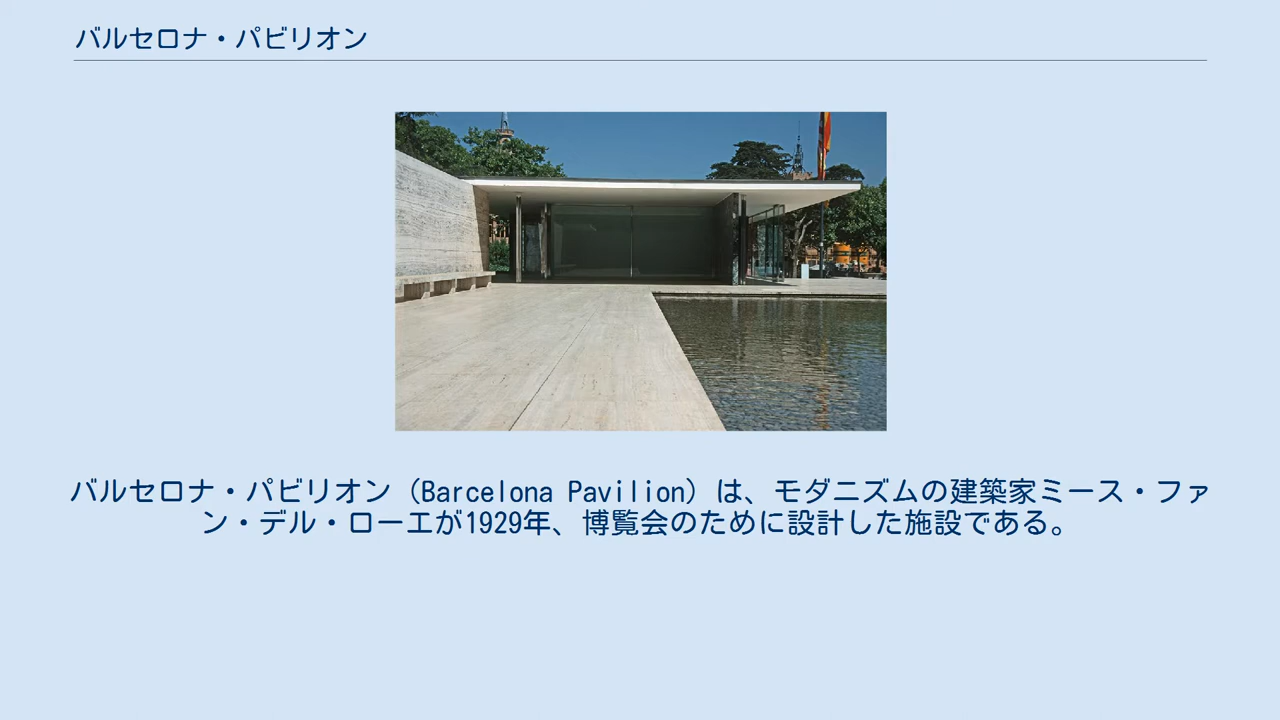 バルセロナ・パビリオン
バルセロナ・パビリオン（Barcelona Pavilion）は、モダニズムの建築家ミース・ファ
ン・デル・ローエが1929年、博覧会のために設計した施設である。